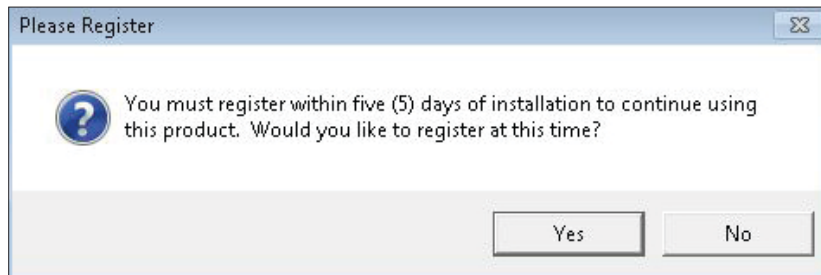 Please Register
You must register within five (5) days of installation to continue using
this product.  Would you like to register at this time?
Yes
No